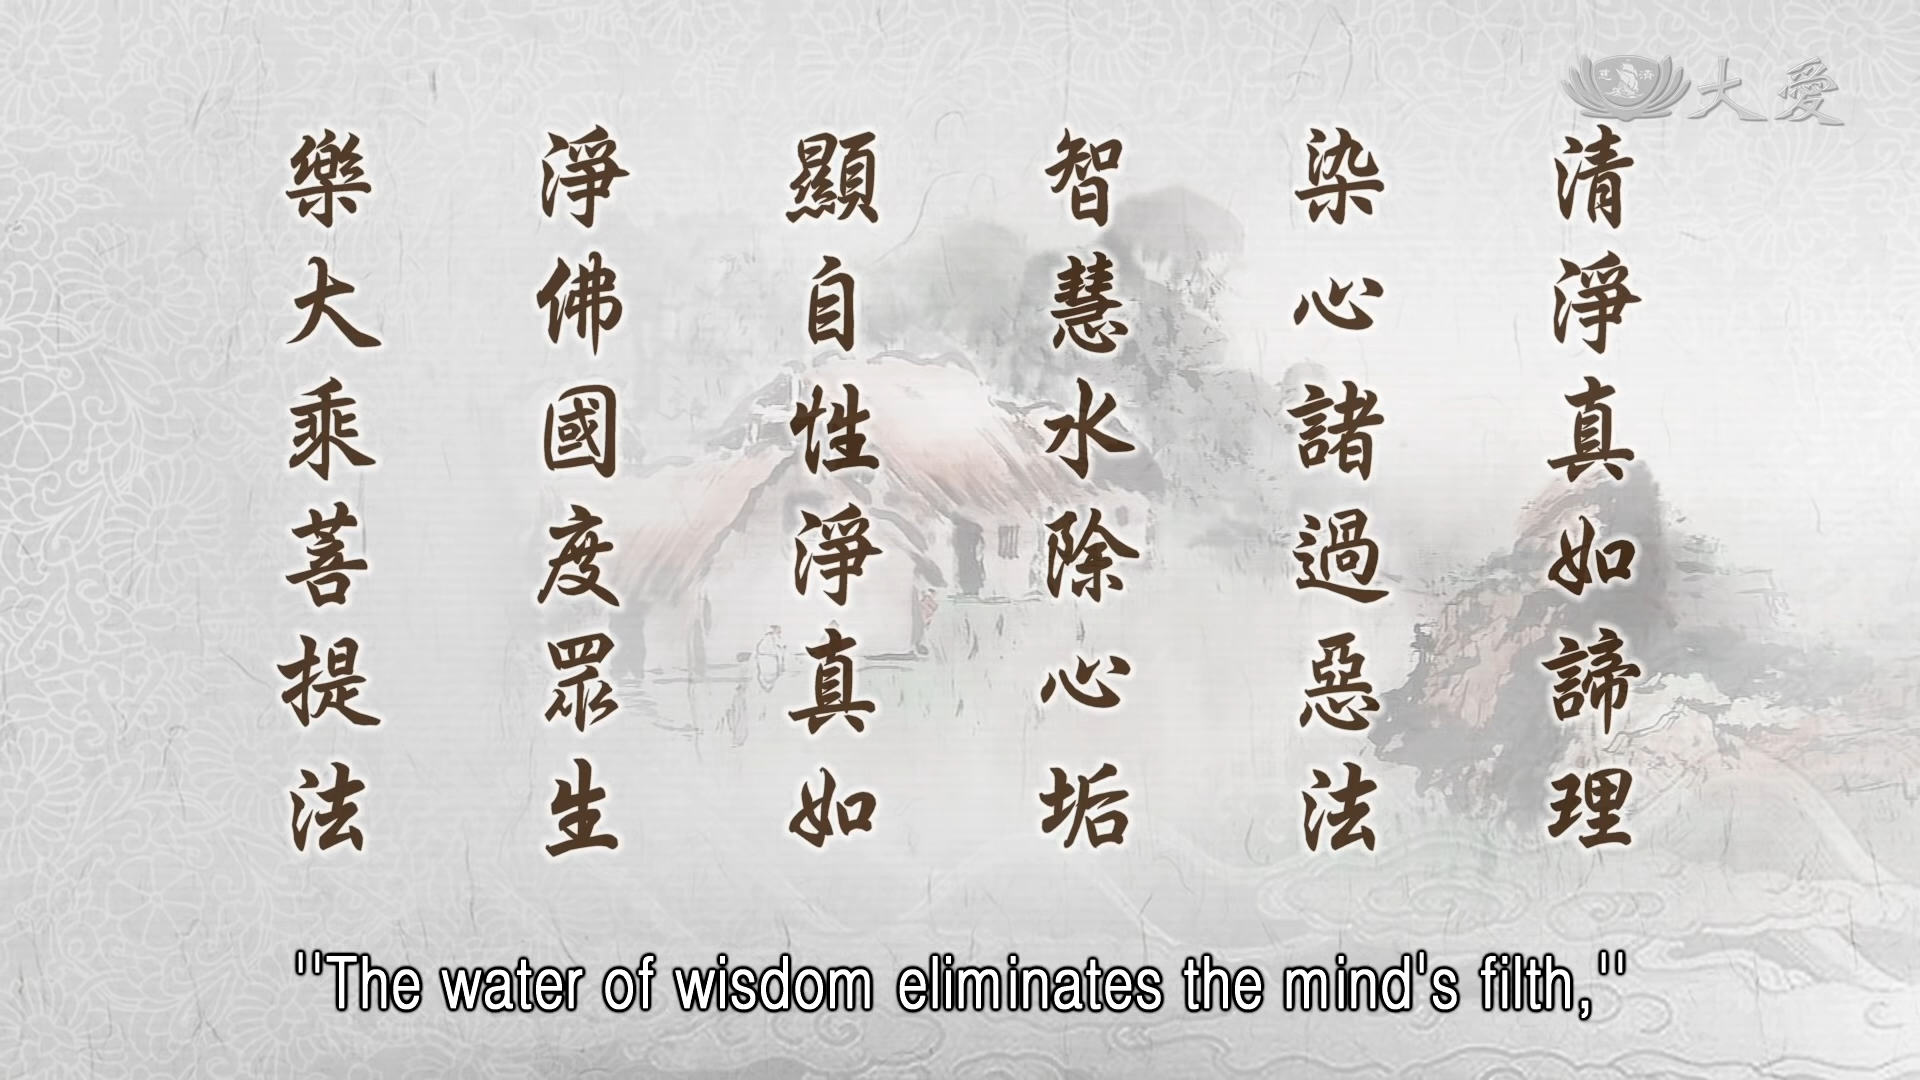 大愛
清淨真如諦理
染心諸過惡法
智慧水除心垢
顯自性淨真如
淨佛國度眾生
樂大乘菩提法
"The water of wisdom eliminates the mind's filth,"